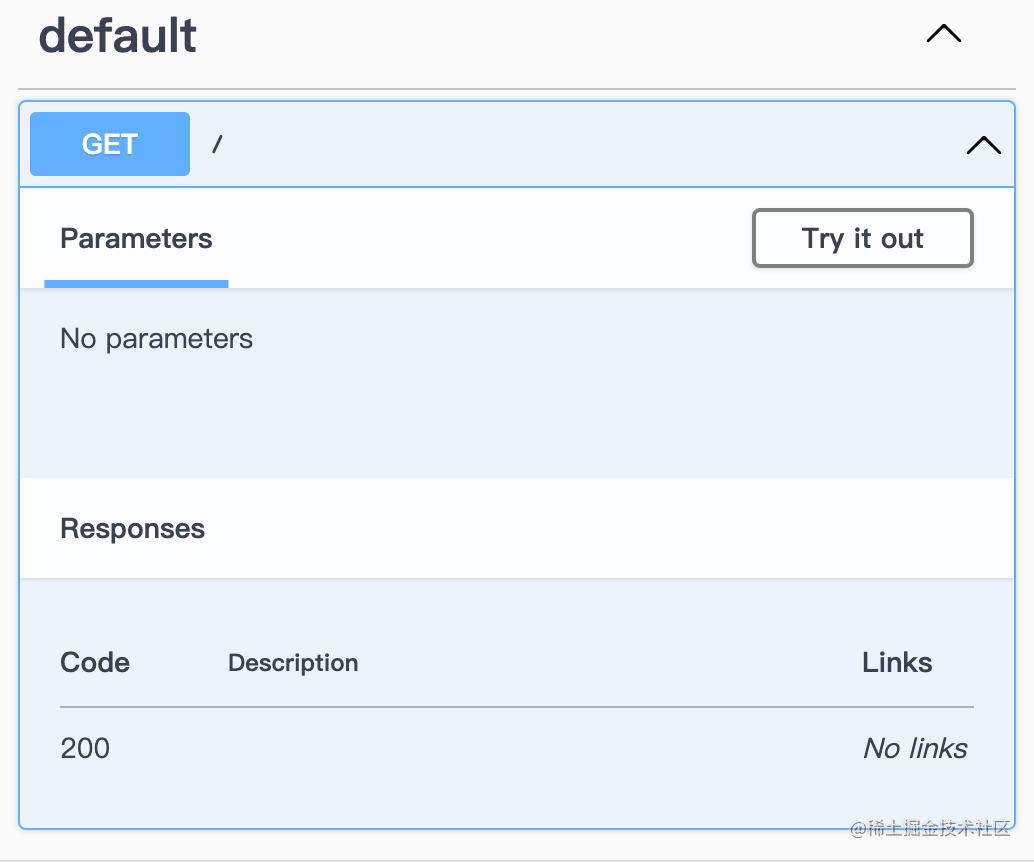 default
GET /
Parameters Try it out
No parameters
Responses
Code Description Links
200 No links
@稀土掘金技术社区